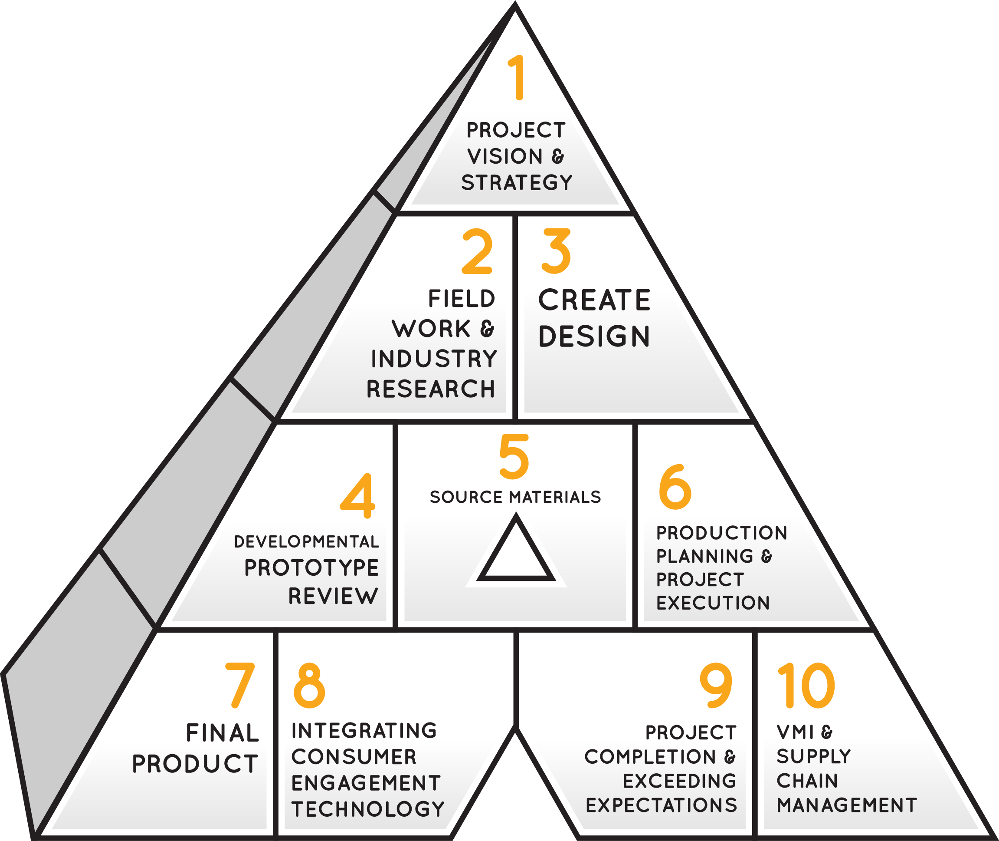 1
PROJECT
VISION &
STRATEGY
2
FIELD
WORK &
INDUSTRY
RESEARCH
3
CREATE
DESIGN
4
DEVELOPMENTAL
PROTOTYPE
REVIEW
5
SOURCE MATERIALS
6
PRODUCTION
PLANNING &
PROJECT
EXECUTION
7
FINAL
PRODUCT
8
INTEGRATING
CONSUMER
ENGAGEMENT
TECHNOLOGY
9
PROJECT
COMPLETION &
EXCEEDING
EXPECTATIONS
10
VMI &
SUPPLY
CHAIN
MANAGEMENT